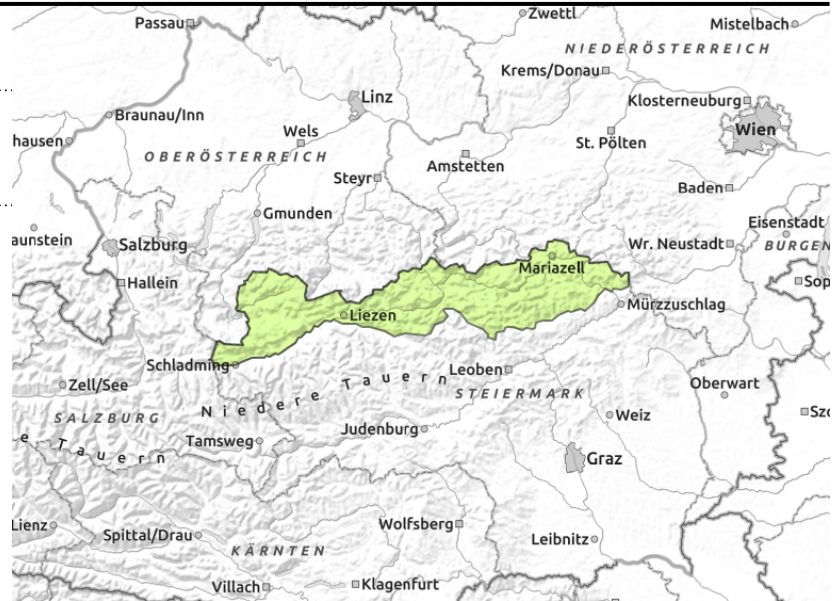 Passau
Zwettl
Mistelbach
NIEDERÖSTERREICH
Krems/Donau
Linz
Klosterneuburg
Braunau/Inn
hausen
Wels
Wien
St. Pölten
OBERÖSTERREICH
Amstetten
Steyr
Baden
Gmunden
Eisenstadt
aunstein
Salzburg
Wr. Neustadt
BURGEN
Mariazell
Hallein
Sop
Mürzzuschlag
Liezen
Schladming
Leoben
Zell/See
Niedere Tauern
Oberwart
STEIERMARK
SALZBURG
Weiz
Szo
Judenburg
e Tauern
Tamsweg
Graz
Lienz
Spittal/Drau
Wolfsberg
Leibnitz
KÄRNTEN
Villach
Klagenfurt